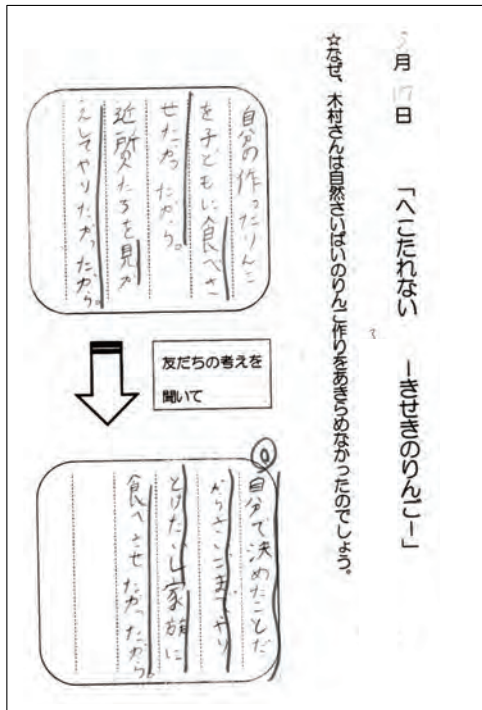 3月17日 「へこたれない ―きせきのりんご―」
☆なぜ、木村さんは自然さいばいのりんご作りをあきらめなかったのでしょう。
自分の作ったりんご
を子どもに食べさ
せたかったから。
近所の人たちを見か
えしてやりたかったから。
友だちの考えを
聞いて
自分で決めたことだ
からさいごまでやり
とげたいし家族に
食べさせたかったから。